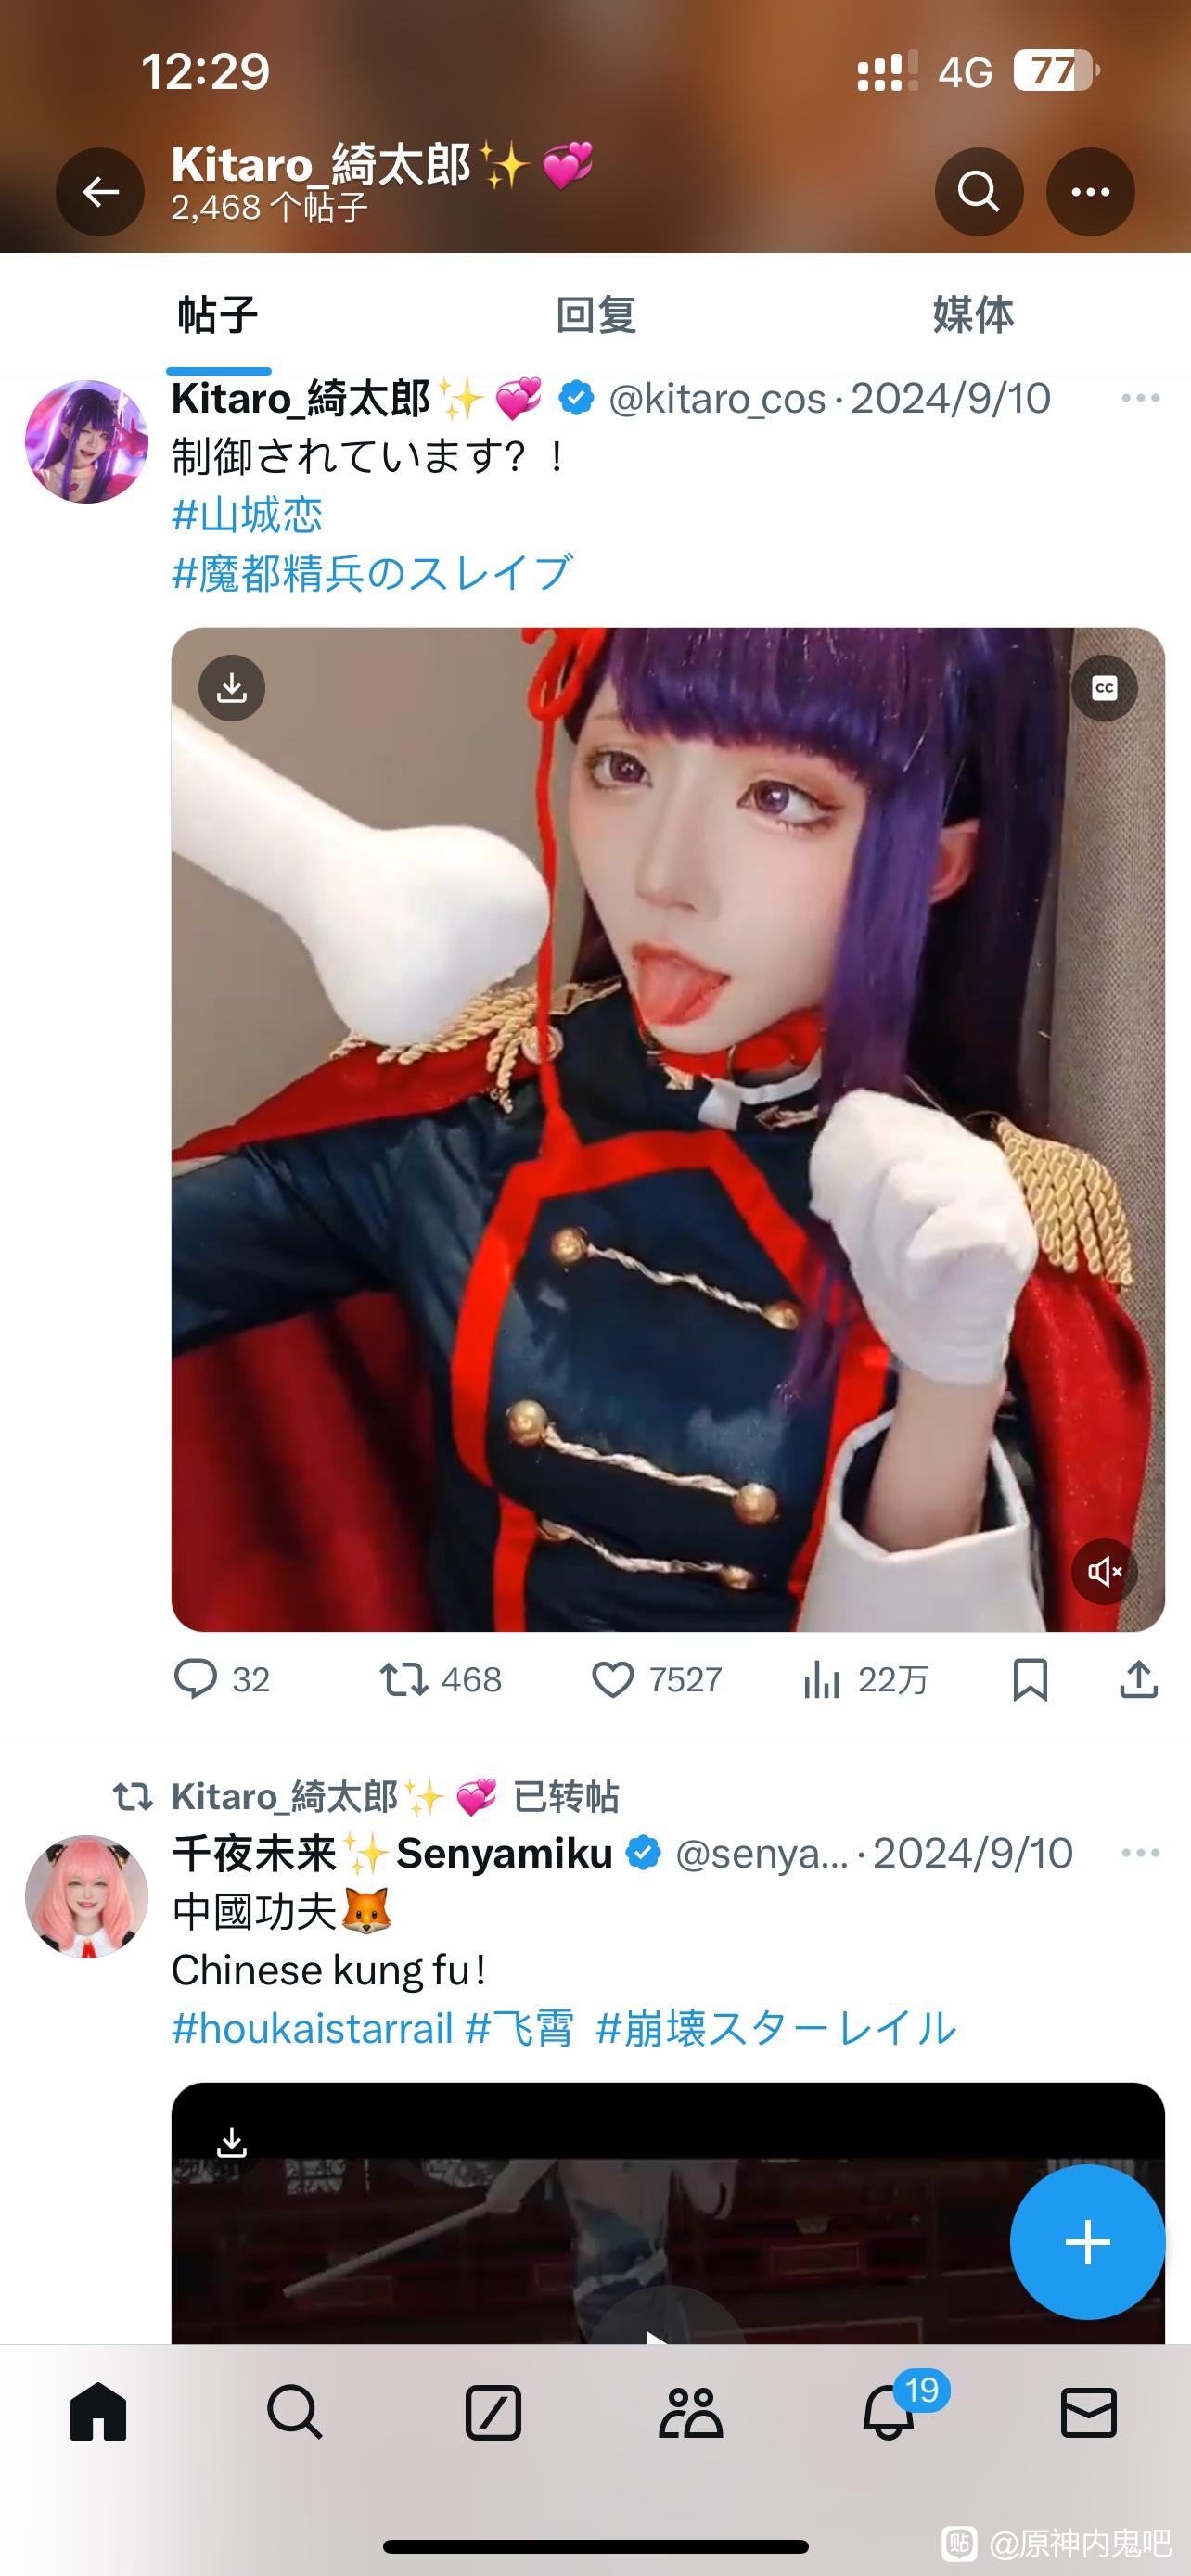 12:29
4G
77
Kitaro_綺太郎✨💞
2,468 个帖子
帖子
回复
媒体
Kitaro_綺太郎✨💞 @kitaro_cos · 2024/9/10
制御されています？！
#山城恋
#魔都精兵のスレイブ
CC
32
468
7527
22万
Kitaro_綺太郎✨💞 已转帖
千夜未来✨Senyamiku @senya... · 2024/9/10
中國功夫🦊
Chinese kung fu！
#houkaistarrail #飞霄 #崩壊スターレイル
19
贴 @原神内鬼吧